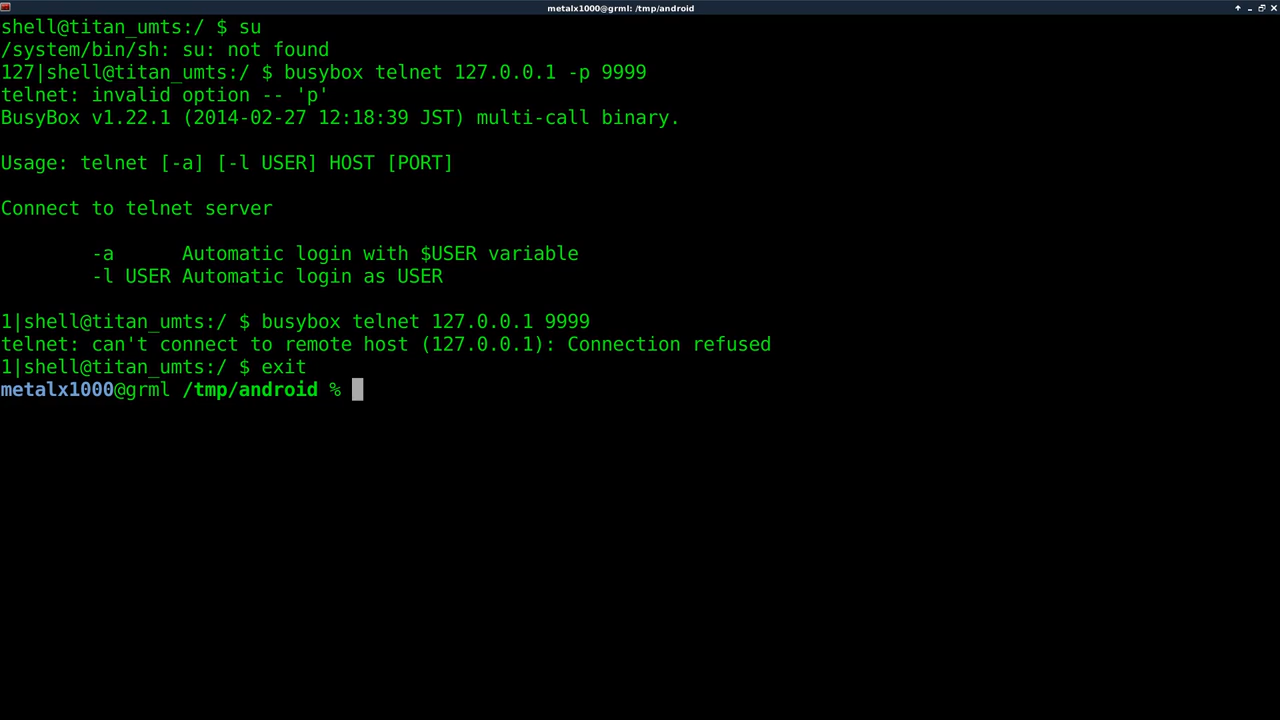 metalx1000@grml: /tmp/android
shell@titan_umts:/ $ su
/system/bin/sh: su: not found
127|shell@titan_umts:/ $ busybox telnet 127.0.0.1 -p 9999
telnet: invalid option -- 'p'
BusyBox v1.22.1 (2014-02-27 12:18:39 JST) multi-call binary.
Usage: telnet [-a] [-l USER] HOST [PORT]
Connect to telnet server
-a      Automatic login with $USER variable
-l USER Automatic login as USER
1|shell@titan_umts:/ $ busybox telnet 127.0.0.1 9999
telnet: can't connect to remote host (127.0.0.1): Connection refused
1|shell@titan_umts:/ $ exit
metalx1000@grml /tmp/android %